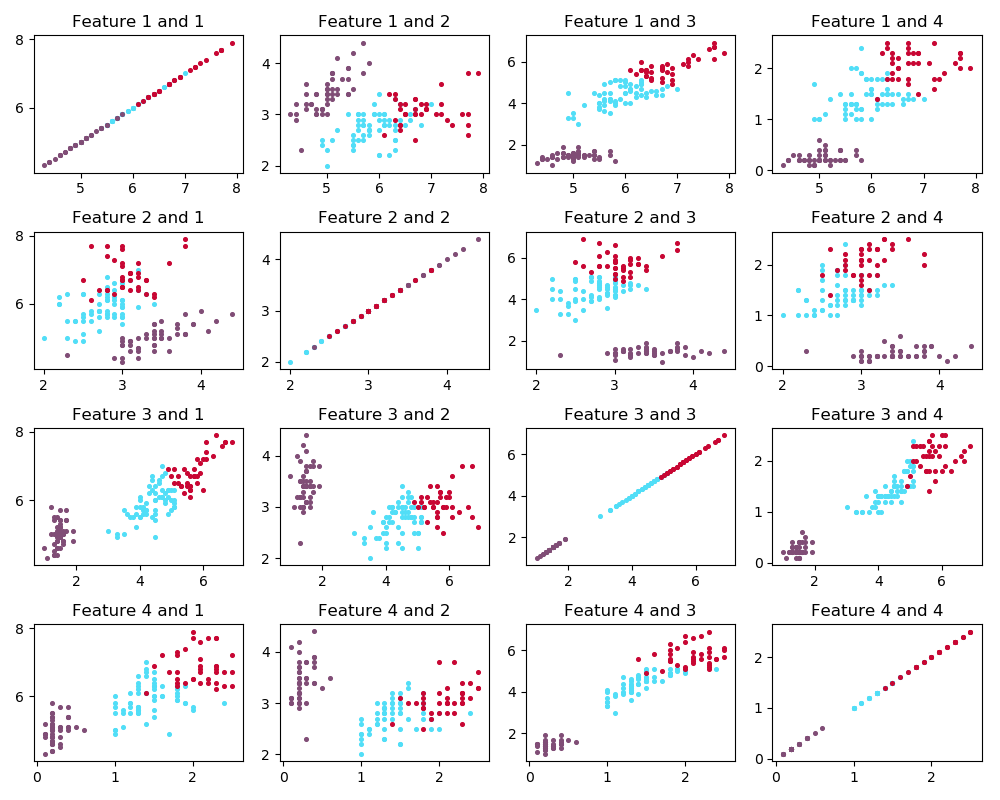 Feature 1 and 1
Feature 1 and 2
Feature 1 and 3
Feature 1 and 4
8
6
5 6 7 8
4
3
2
5 6 7 8
6
4
2
5 6 7 8
2
1
0
5 6 7 8
Feature 2 and 1
Feature 2 and 2
Feature 2 and 3
Feature 2 and 4
8
6
2 3 4
4
3
2
2 3 4
6
4
2
2 3 4
2
1
0
2 3 4
Feature 3 and 1
Feature 3 and 2
Feature 3 and 3
Feature 3 and 4
8
6
2 4 6
4
3
2
2 4 6
6
4
2
2 4 6
2
1
0
2 4 6
Feature 4 and 1
Feature 4 and 2
Feature 4 and 3
Feature 4 and 4
8
6
0 1 2
4
3
2
0 1 2
6
4
2
0 1 2
2
1
0
0 1 2